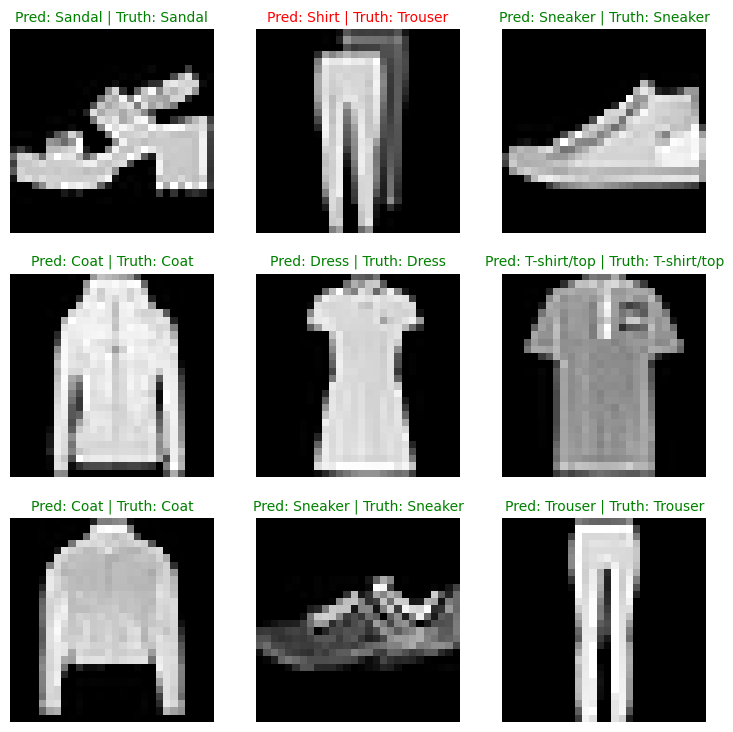 Pred: Sandal | Truth: Sandal
Pred: Shirt | Truth: Trouser
Pred: Sneaker | Truth: Sneaker
Pred: Coat | Truth: Coat
Pred: Dress | Truth: Dress
Pred: T-shirt/top | Truth: T-shirt/top
Pred: Coat | Truth: Coat
Pred: Sneaker | Truth: Sneaker
Pred: Trouser | Truth: Trouser